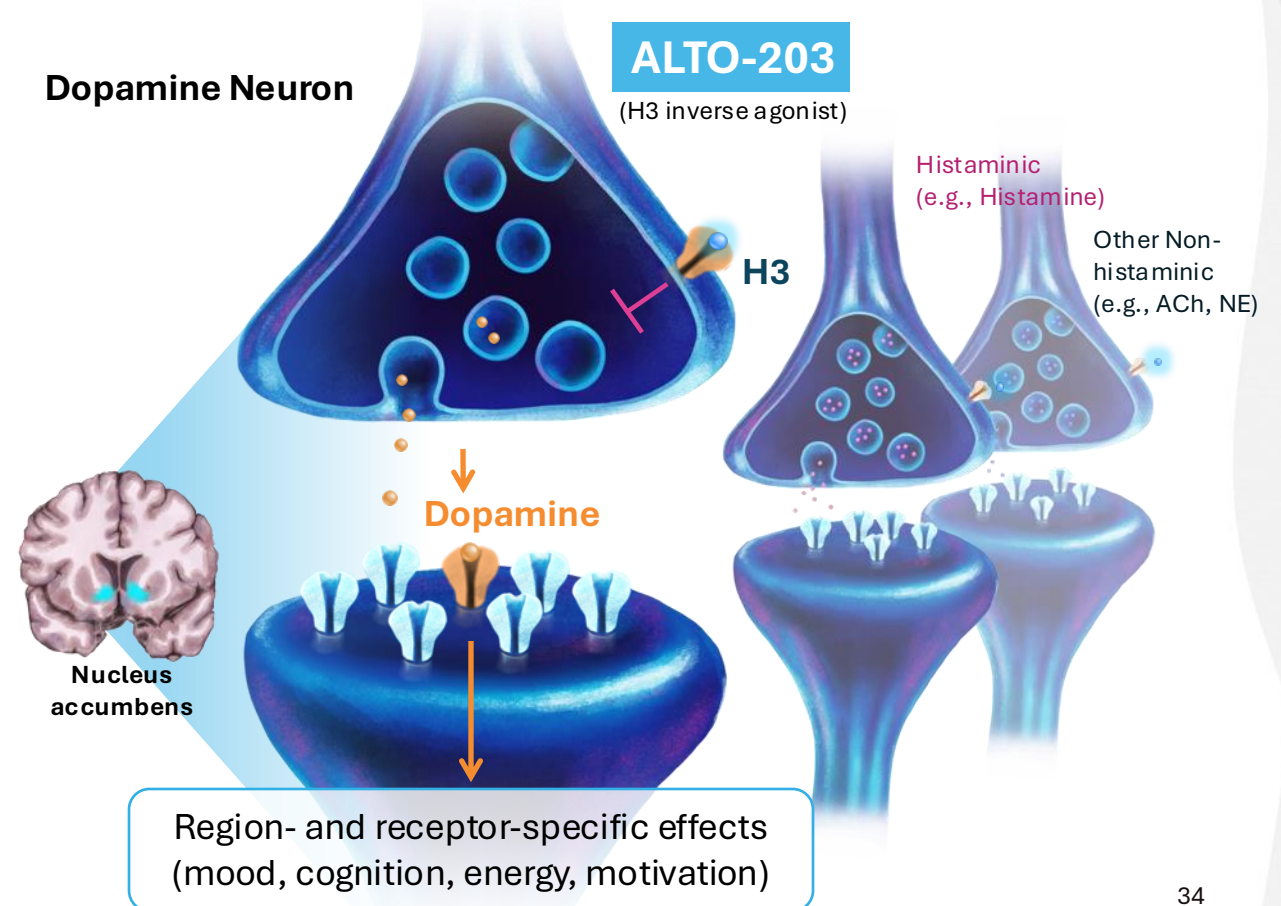 Dopamine Neuron
ALTO-203
(H3 inverse agonist)
Histaminic
(e.g., Histamine)
Other Non-
histaminic
(e.g., ACh, NE)
H3
Dopamine
Nucleus
accumbens
Region- and receptor-specific effects
(mood, cognition, energy, motivation)
34